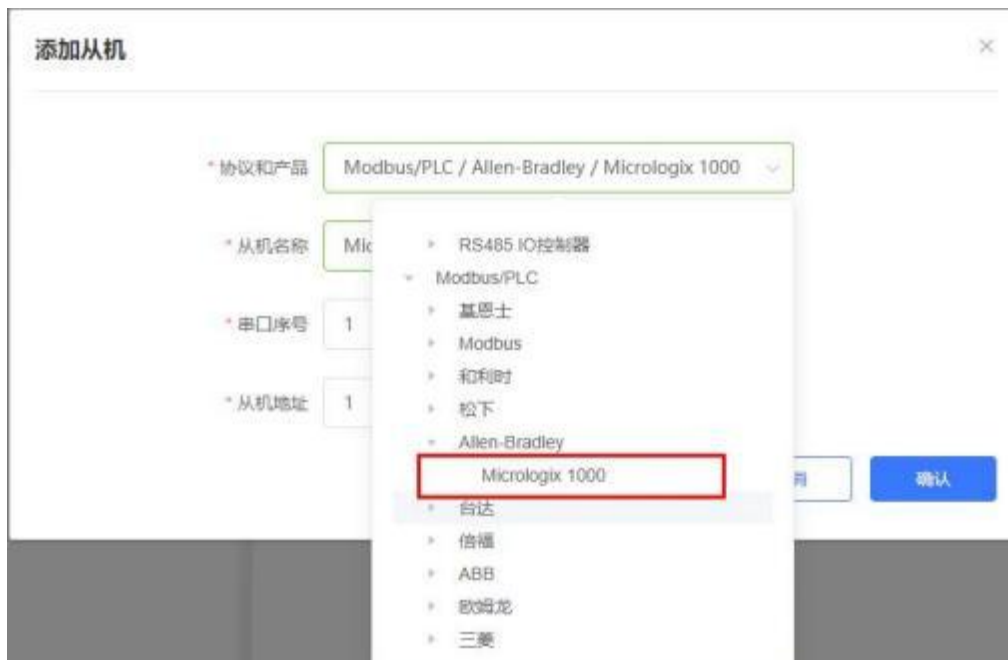 添加从机
* 协议和产品 Modbus/PLC / Allen-Bradley / Micrologix 1000
* 从机名称
RS485 IO控制器
Modbus/PLC
基恩士
* 串口序号 1
Modbus
和利时
* 从机地址 1
松下
Allen-Bradley
Micrologix 1000
确认
台达
倍福
ABB
欧姆龙
三菱